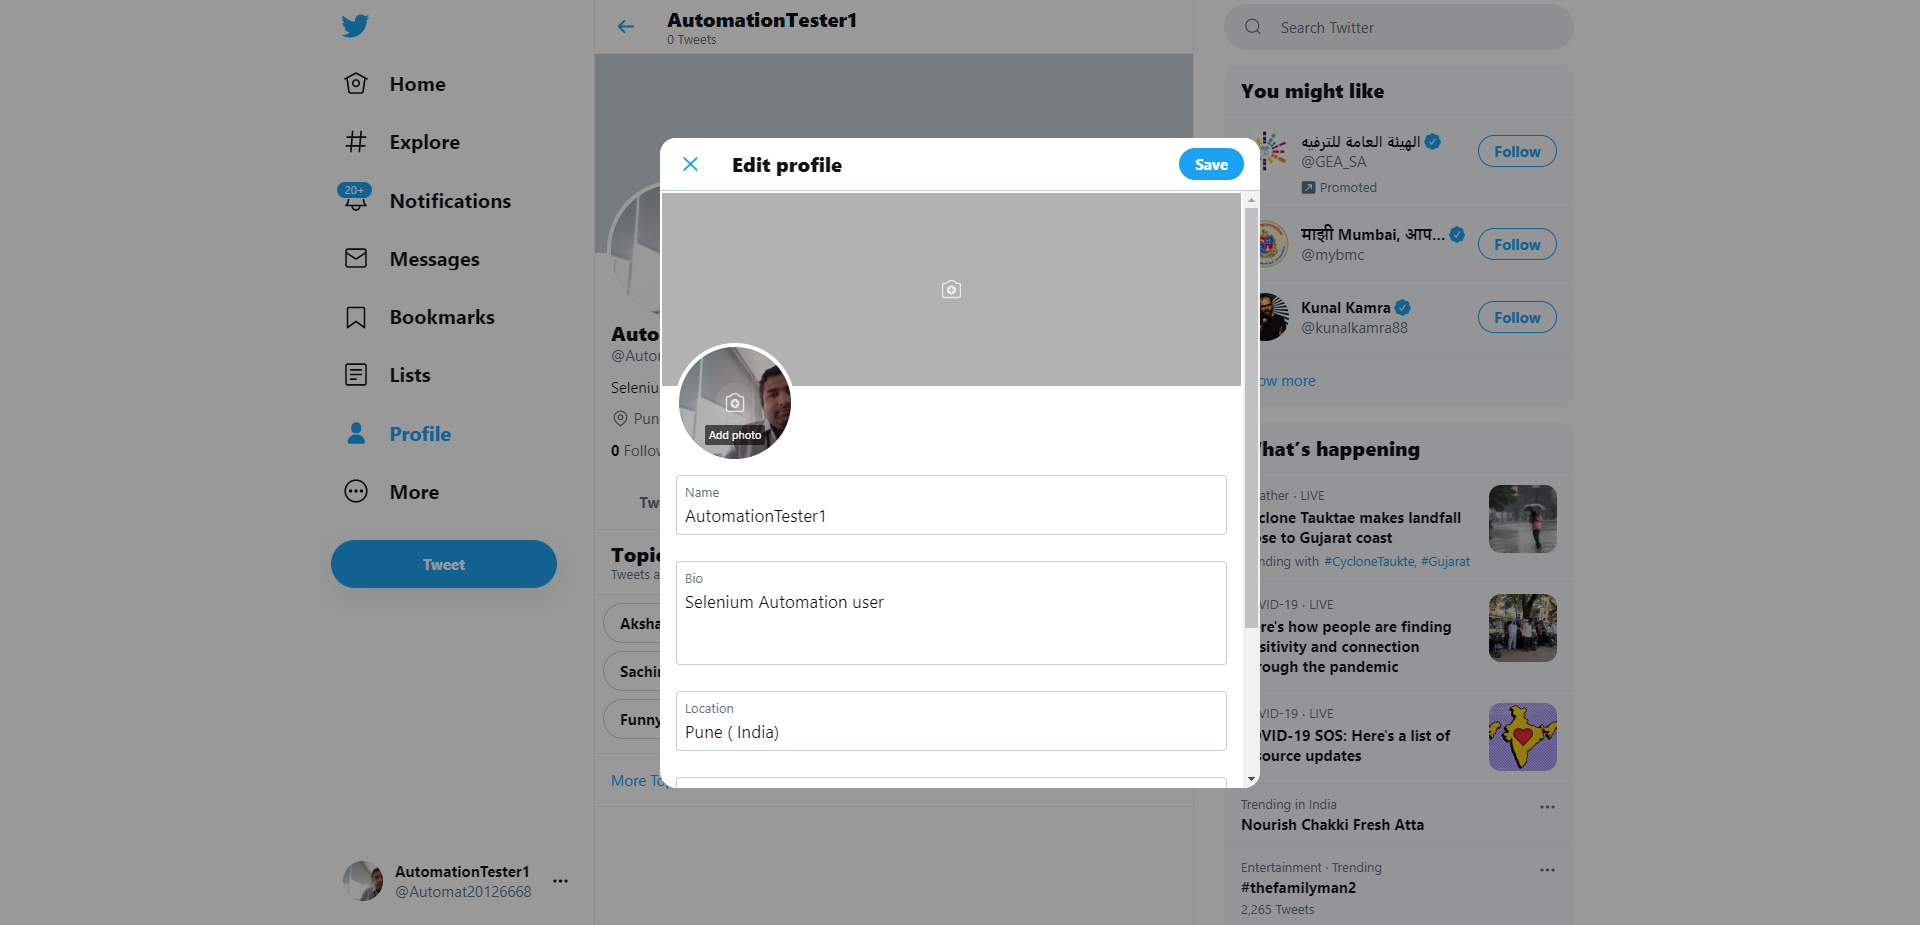 AutomationTester1
0 Tweets
Home
Explore
20+
Notifications
Messages
Bookmarks
Lists
Profile
More
Tweet
AutomationTester1
@Automat20126668
Auto
@Autor
Seleniu
Pun
0 Follow
Tw
Topic
Tweets a
Aksha
Sachi
Funny
More To
Edit profile
Save
Add photo
Name
AutomationTester1
Bio
Selenium Automation user
Location
Pune ( India)
Search Twitter
You might like
الهيئة العامة للترفيه
@GEA_SA
Promoted
Follow
माझी Mumbai, आप...
@mybmc
Follow
Kunal Kamra
@kunalkamra88
Follow
ow more
hat's happening
ather · LIVE
clone Tauktae makes landfall
ose to Gujarat coast
nding with #CycloneTaukte, #Gujarat
VID-19 · LIVE
re's how people are finding
sitivity and connection
rough the pandemic
VID-19 · LIVE
OVID-19 SOS: Here's a list of
source updates
Trending in India
Nourish Chakki Fresh Atta
Entertainment · Trending
#thefamilyman2
2,265 Tweets